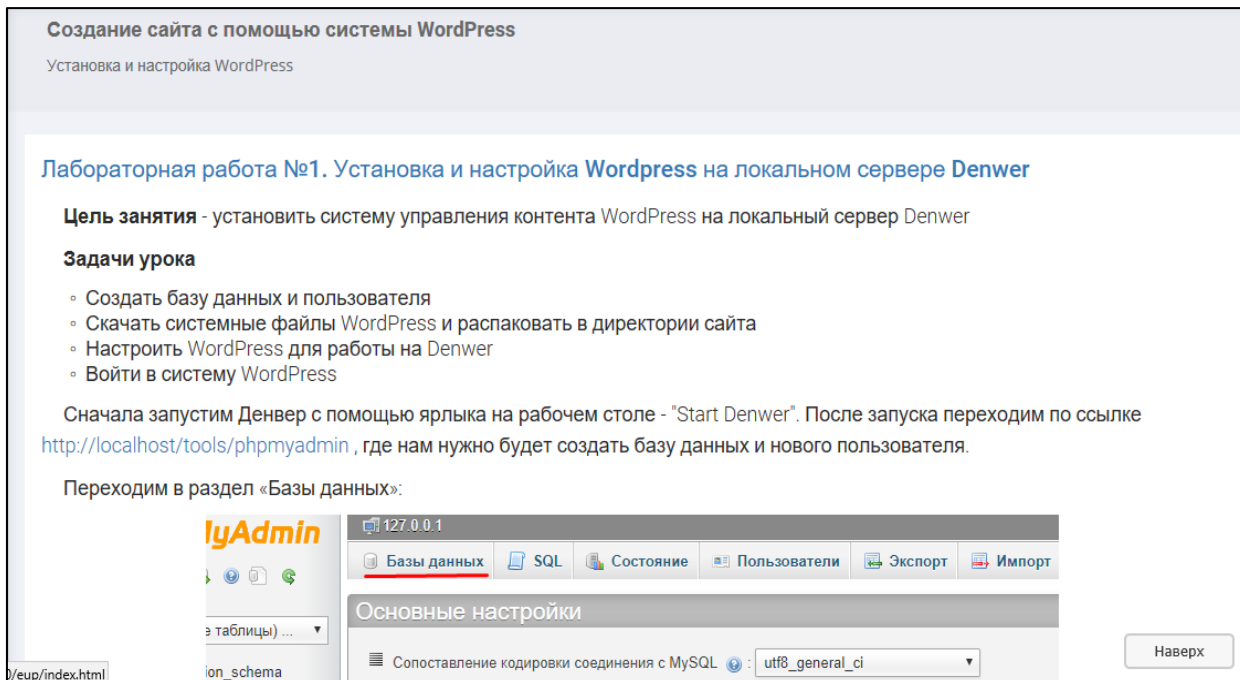 Создание сайта с помощью системы WordPress
Установка и настройка WordPress
Лабораторная работа №1. Установка и настройка Wordpress на локальном сервере Denwer
Цель занятия - установить систему управления контента WordPress на локальный сервер Denwer
Задачи урока
Создать базу данных и пользователя
Скачать системные файлы WordPress и распаковать в директории сайта
Настроить WordPress для работы на Denwer
Войти в систему WordPress
Сначала запустим Денвер с помощью ярлыка на рабочем столе - "Start Denwer". После запуска переходим по ссылке
http://localhost/tools/phpmyadmin , где нам нужно будет создать базу данных и нового пользователя.
Переходим в раздел «Базы данных»:
MyAdmin
127.0.0.1
Базы данных SQL Состояние Пользователи Экспорт Импорт
Основные настройки
е таблицы) ...
Сопоставление кодировки соединения с MySQL : utf8_general_ci
ion_schema
Наверх
)/eup/index.html